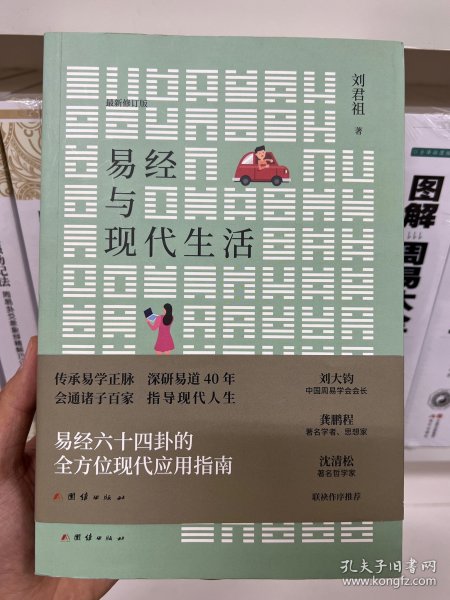 刘君祖 著
最新修订版
易经
与
现代生活
传承易学正脉 深研易道40年
会通诸子百家 指导现代人生
易经六十四卦的
全方位现代应用指南
团结出版社
刘大钧
中国周易学会会长
龚鹏程
著名学者、思想家
沈清松
著名哲学家
联袂作序推荐
团结出版社
图解
周易大
孔夫子旧书网
kongfz.com